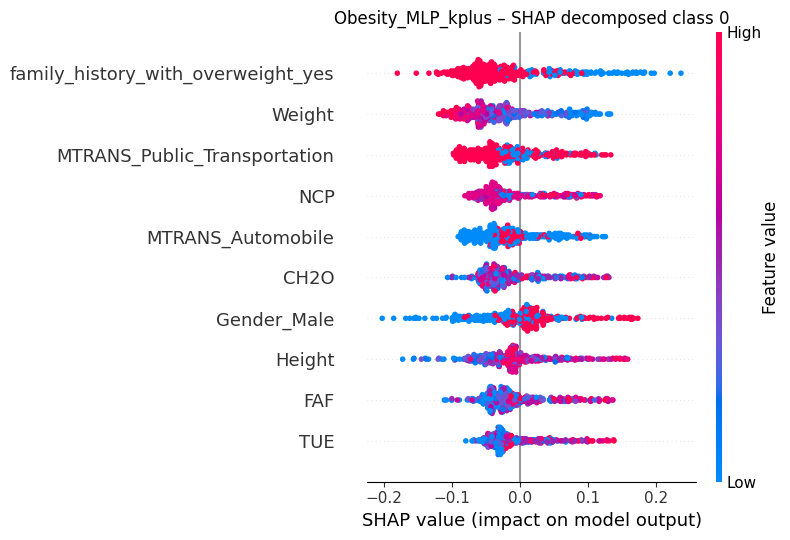 Obesity_MLP_kplus – SHAP decomposed class 0
High
family_history_with_overweight_yes
Weight
MTRANS_Public_Transportation
NCP
MTRANS_Automobile
CH2O
Gender_Male
Height
FAF
TUE
Feature value
Low
−0.2 −0.1 0.0 0.1 0.2
SHAP value (impact on model output)